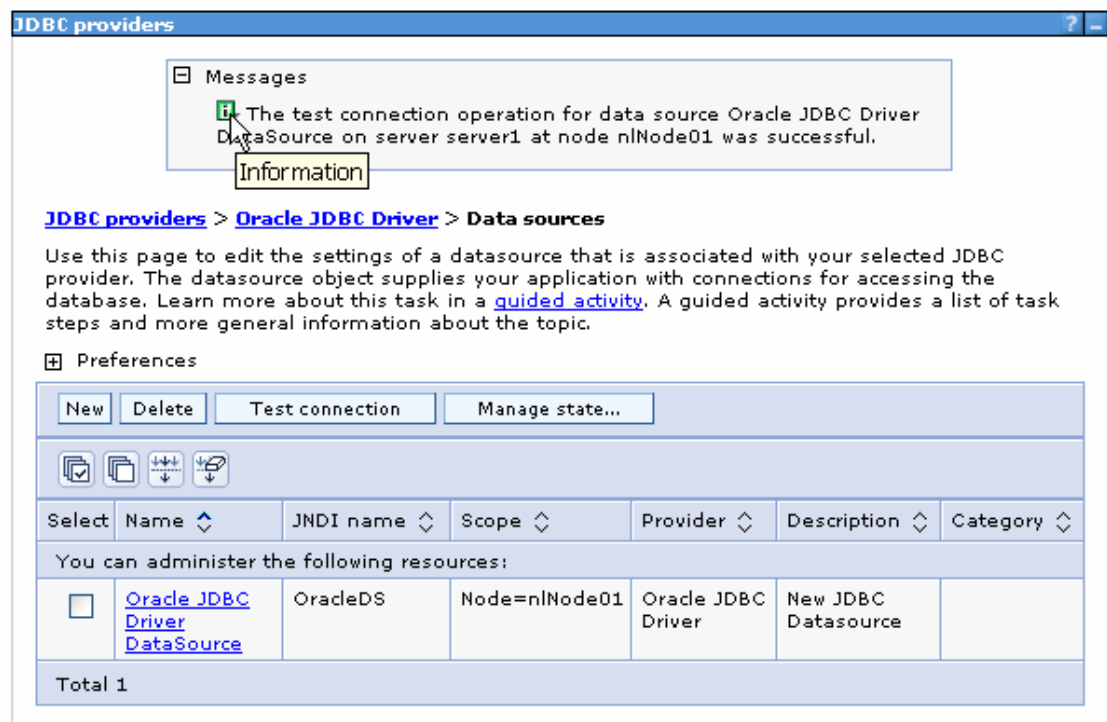 JDBC providers ? –
Messages
The test connection operation for data source Oracle JDBC Driver
DataSource on server server1 at node nlNode01 was successful.
Information
JDBC providers > Oracle JDBC Driver > Data sources
Use this page to edit the settings of a datasource that is associated with your selected JDBC
provider. The datasource object supplies your application with connections for accessing the
database. Learn more about this task in a guided activity. A guided activity provides a list of task
steps and more general information about the topic.
Preferences
New Delete Test connection Manage state...
Select Name JNDI name Scope Provider Description Category
You can administer the following resources:
Oracle JDBC OracleDS Node=nlNode01 Oracle JDBC New JDBC
Driver Driver Datasource
DataSource
Total 1